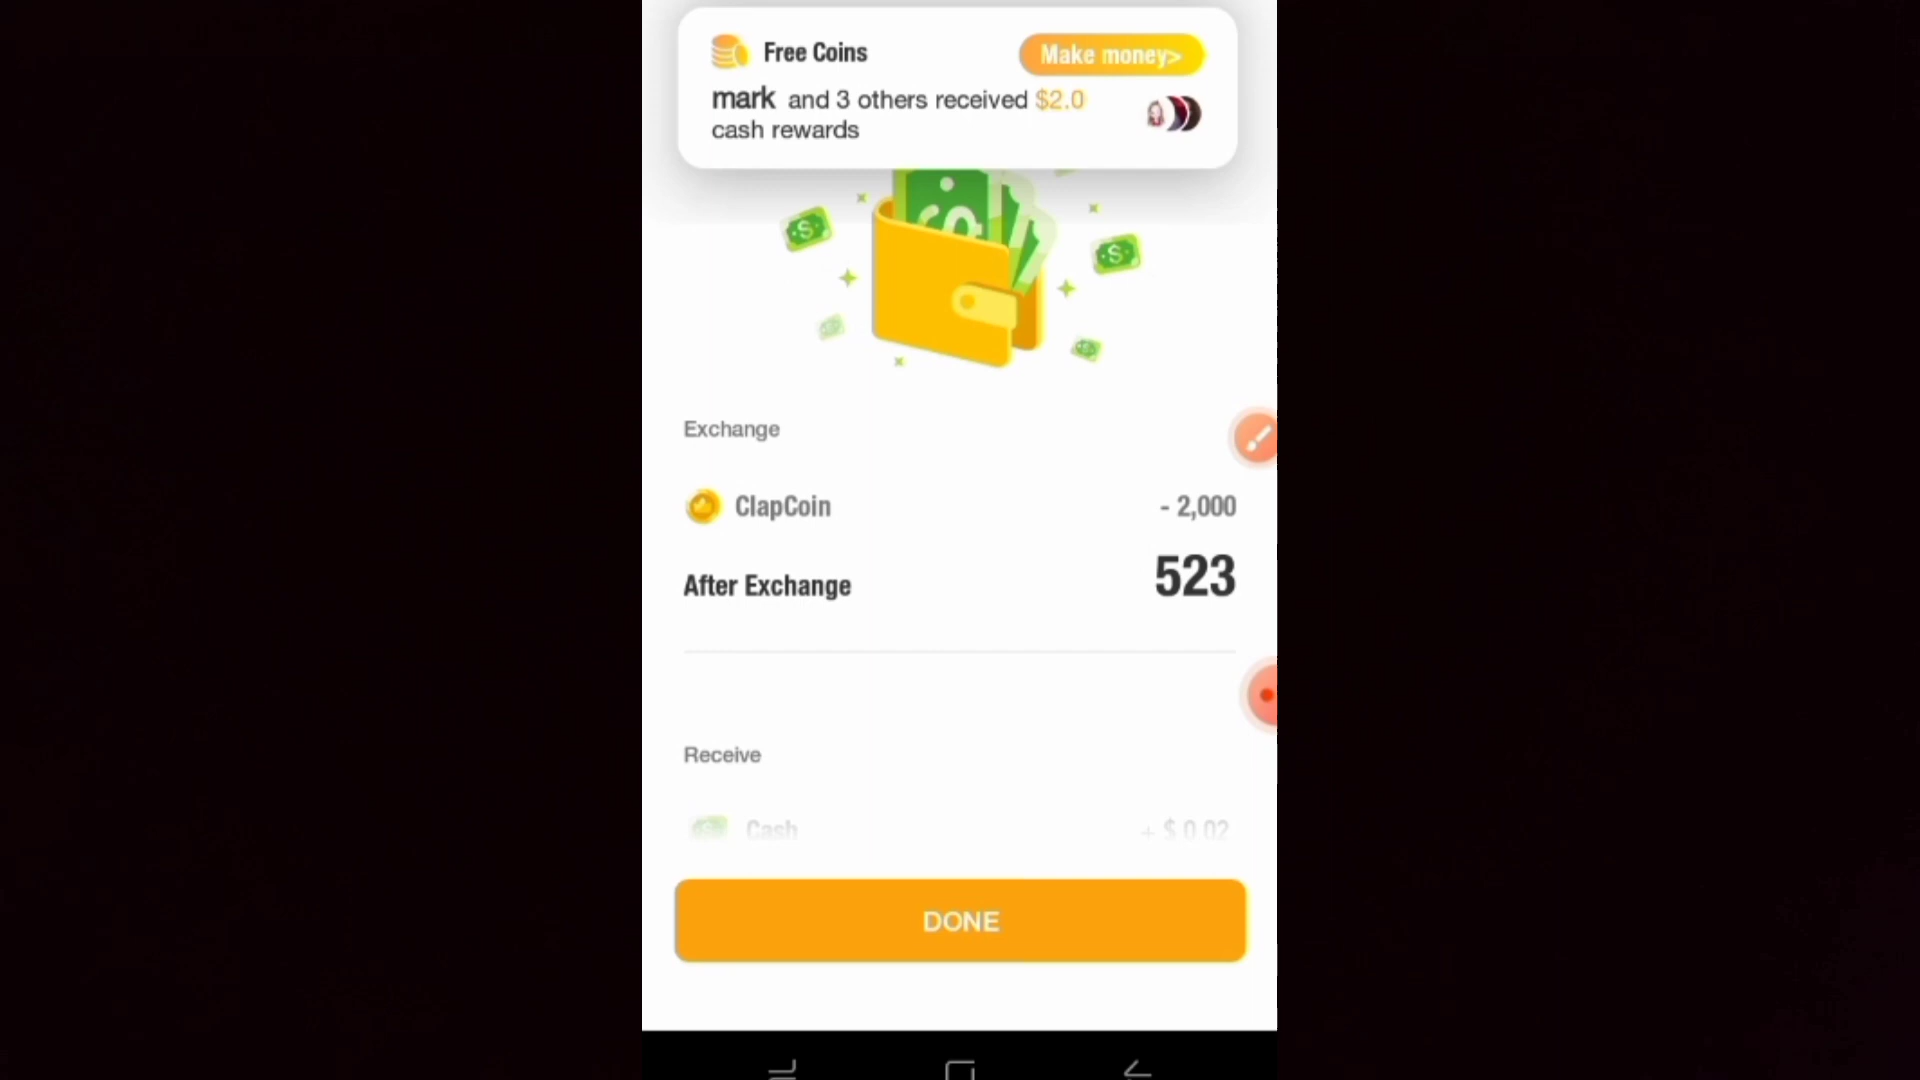 Free Coins
Make money>
mark and 3 others received $2.0
cash rewards
Exchange
ClapCoin - 2,000
After Exchange 523
Receive
Cash + $ 0.02
DONE